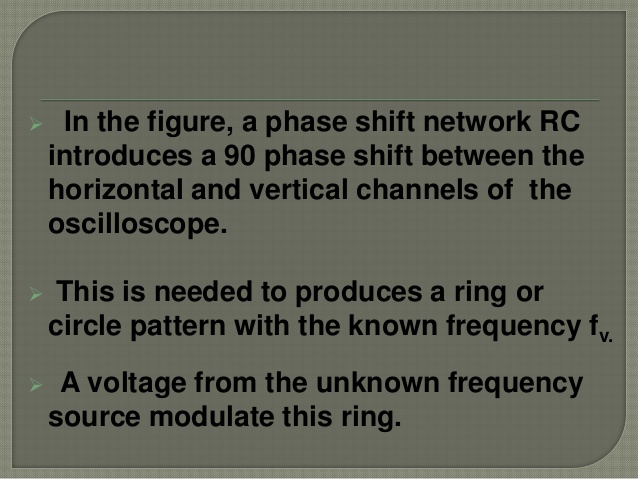 In the figure, a phase shift network RC
introduces a 90 phase shift between the
horizontal and vertical channels of the
oscilloscope.
This is needed to produces a ring or
circle pattern with the known frequency fv.
A voltage from the unknown frequency
source modulate this ring.